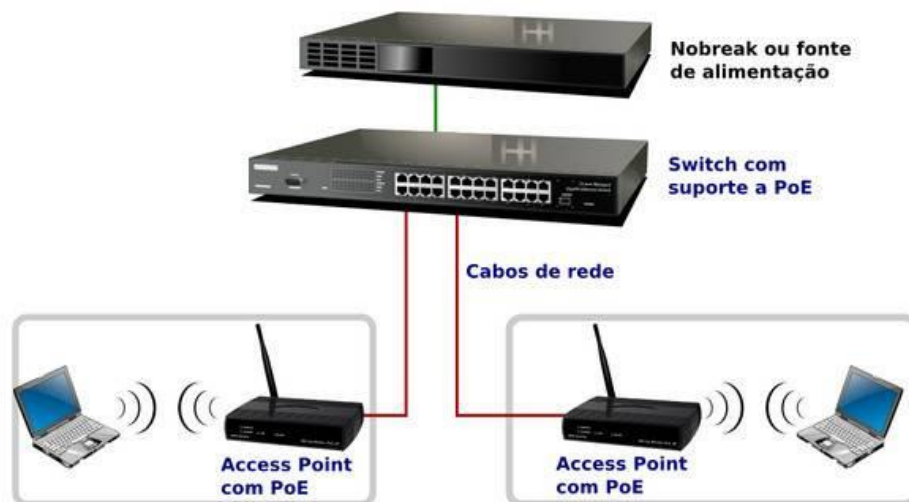 Nobreak ou fonte
de alimentação
Switch com
suporte a PoE
Cabos de rede
Access Point
com PoE
Access Point
com PoE